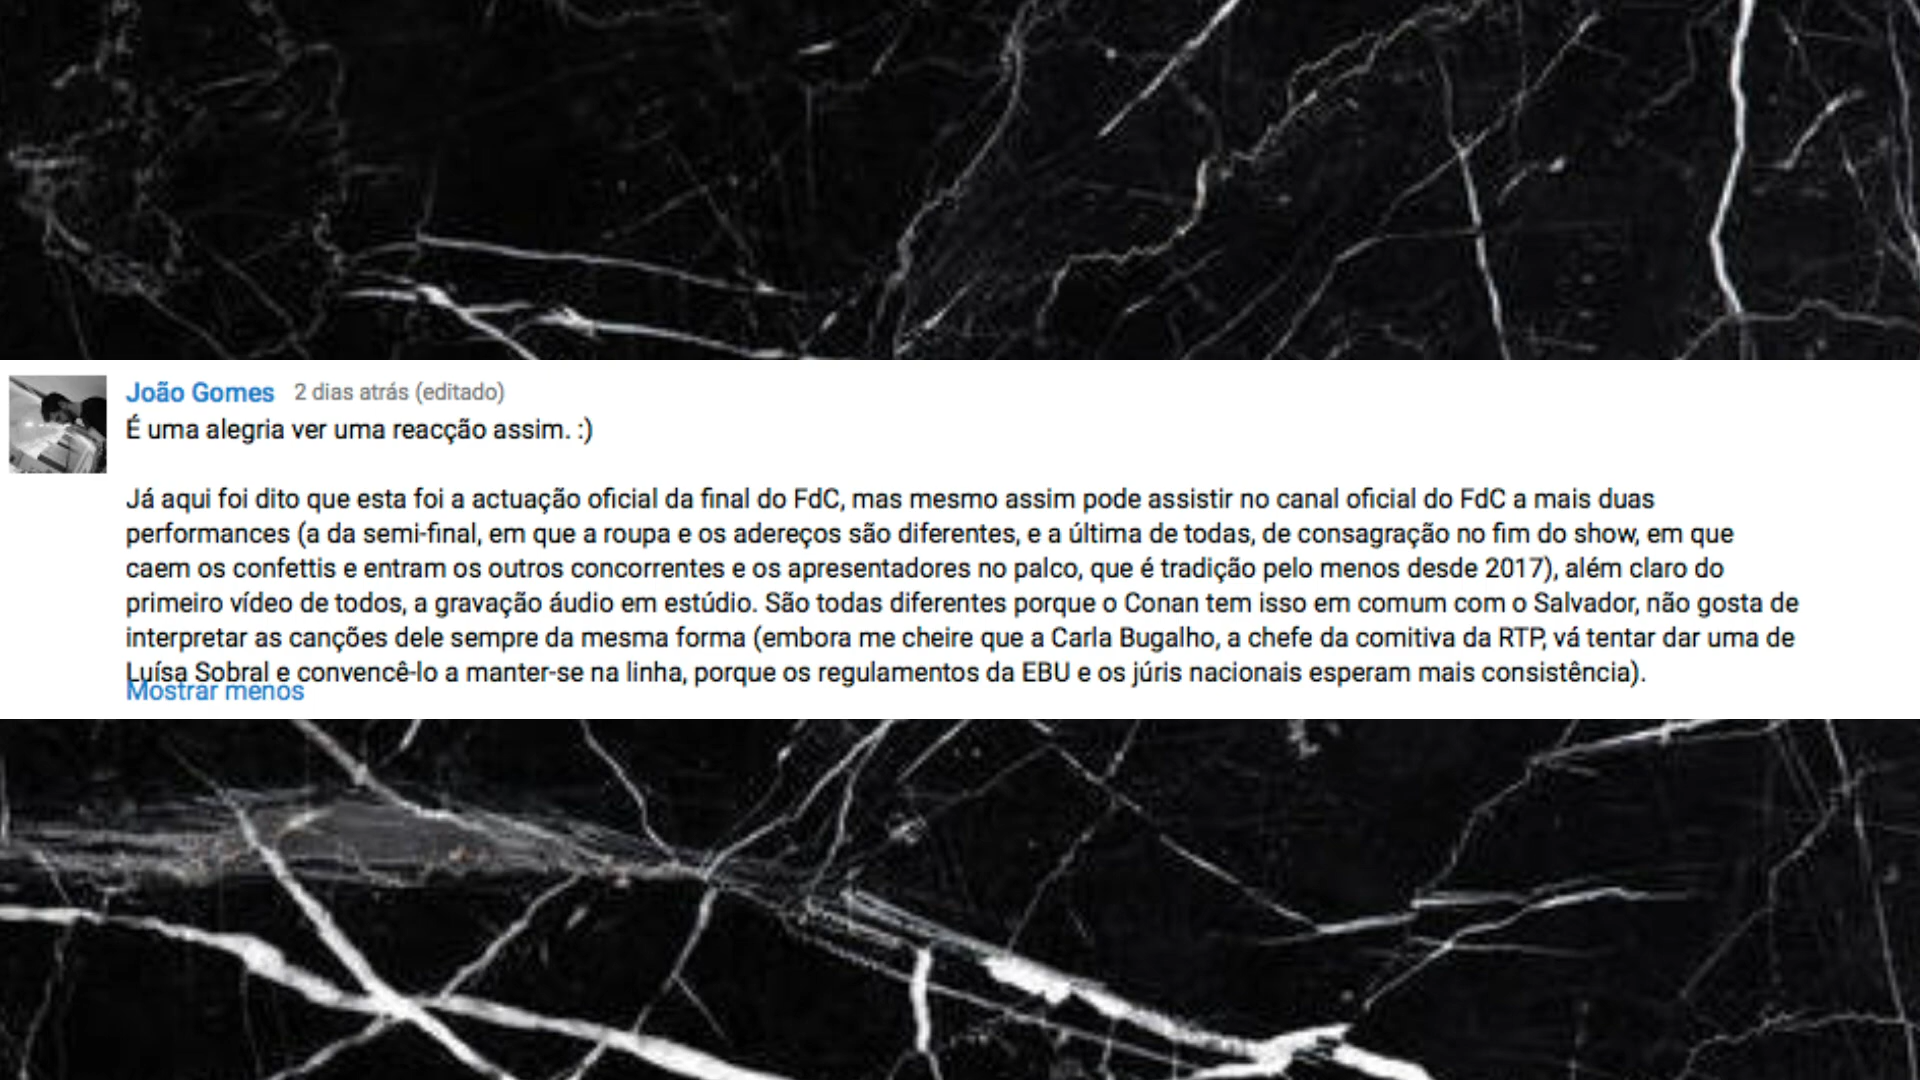 João Gomes 2 dias atrás (editado)
É uma alegria ver uma reacção assim. :)
Já aqui foi dito que esta foi a actuação oficial da final do FdC, mas mesmo assim pode assistir no canal oficial do FdC a mais duas
performances (a da semi-final, em que a roupa e os adereços são diferentes, e a última de todas, de consagração no fim do show, em que
caem os confettis e entram os outros concorrentes e os apresentadores no palco, que é tradição pelo menos desde 2017), além claro do
primeiro vídeo de todos, a gravação áudio em estúdio. São todas diferentes porque o Conan tem isso em comum com o Salvador, não gosta de
interpretar as canções dele sempre da mesma forma (embora me cheire que a Carla Bugalho, a chefe da comitiva da RTP, vá tentar dar uma de
Luísa Sobral e convencê-lo a manter-se na linha, porque os regulamentos da EBU e os júris nacionais esperam mais consistência).
Mostrar menos